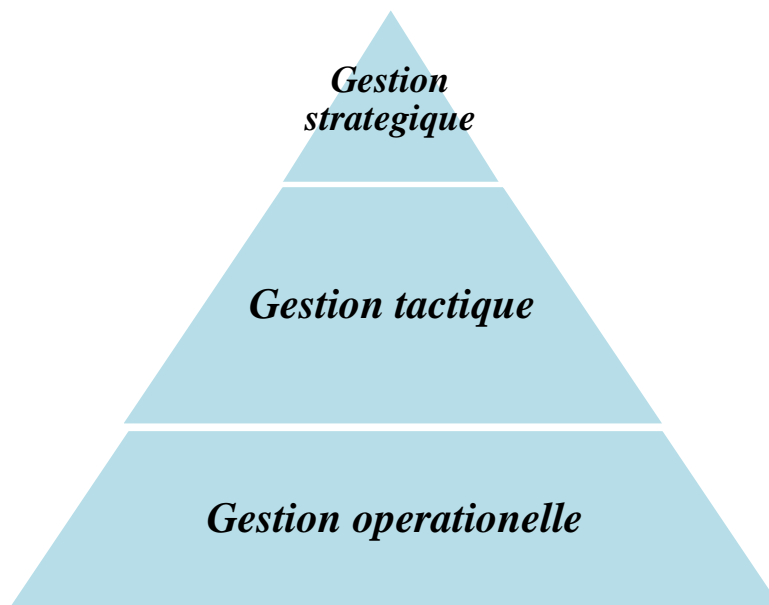 Gestion
strategique
Gestion tactique
Gestion operationelle